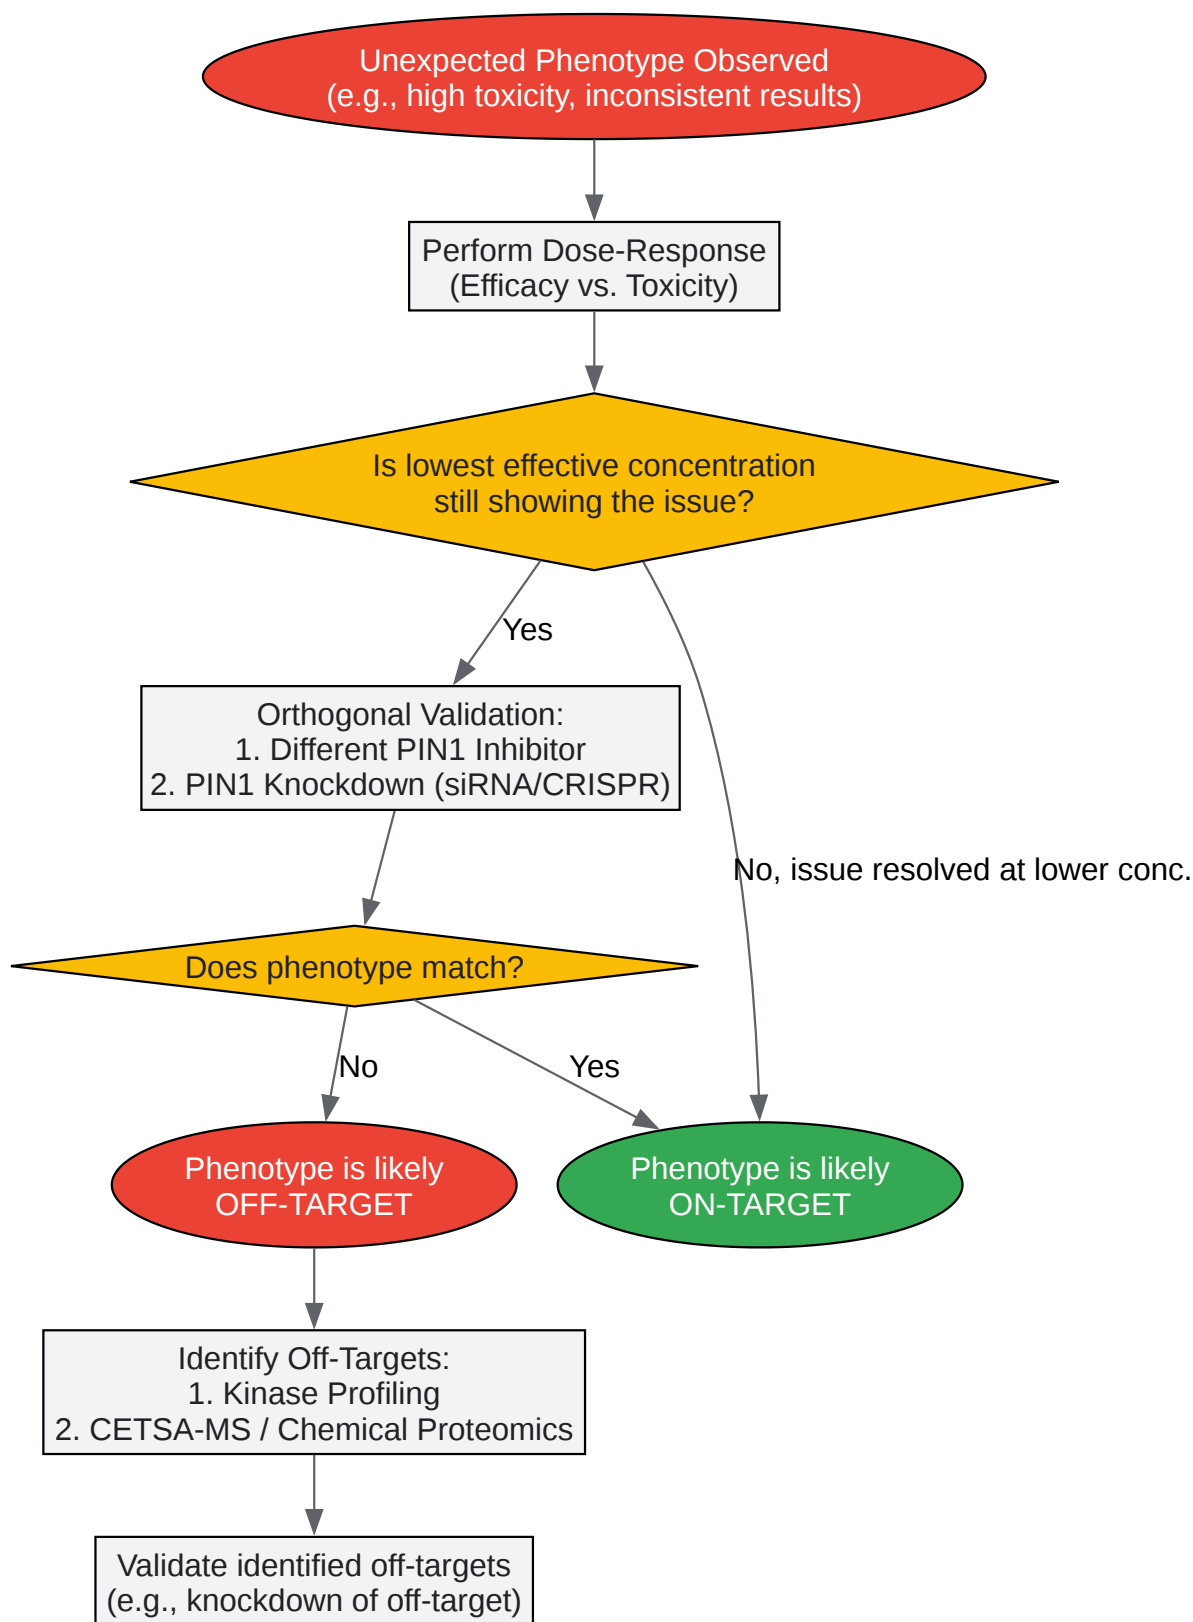 Unexpected Phenotype Observed
(e.g., high toxicity, inconsistent results)
Perform Dose-Response
(Efficacy vs. Toxicity)
Is lowest effective concentration
still showing the issue?
Yes
Orthogonal Validation:
1. Different PIN1 Inhibitor
2. PIN1 Knockdown (siRNA/CRISPR)
No, issue resolved at lower conc.
Does phenotype match?
No
Yes
Phenotype is likely
OFF-TARGET
Phenotype is likely
ON-TARGET
Identify Off-Targets:
1. Kinase Profiling
2. CETSA-MS / Chemical Proteomics
Validate identified off-targets
(e.g., knockdown of off-target)